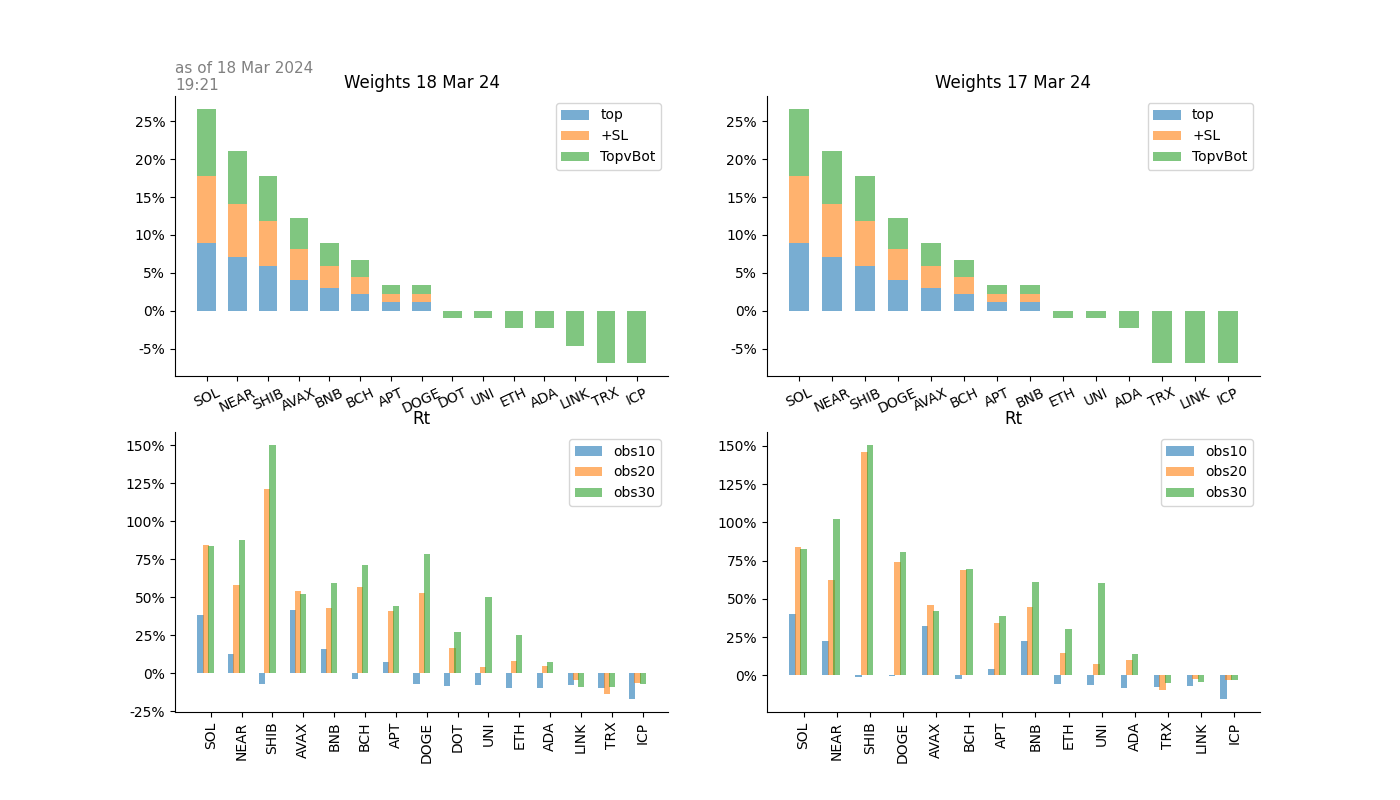 as of 18 Mar 2024
19:21
Weights 18 Mar 24
top
+SL
TopvBot
25%
20%
15%
10%
5%
0%
-5%
SOL NEAR SHIB AVAX BNB BCH APT DOGE DOT UNI ETH ADA LINK TRX ICP
Weights 17 Mar 24
top
+SL
TopvBot
25%
20%
15%
10%
5%
0%
-5%
SOL NEAR SHIB DOGE AVAX BCH APT BNB ETH UNI ADA TRX LINK ICP
Rt
obs10
obs20
obs30
150%
125%
100%
75%
50%
25%
0%
-25%
SOL NEAR SHIB AVAX BNB BCH APT DOGE DOT UNI ETH ADA LINK TRX ICP
Rt
obs10
obs20
obs30
150%
125%
100%
75%
50%
25%
0%
SOL NEAR SHIB DOGE AVAX BCH APT BNB ETH UNI ADA TRX LINK ICP